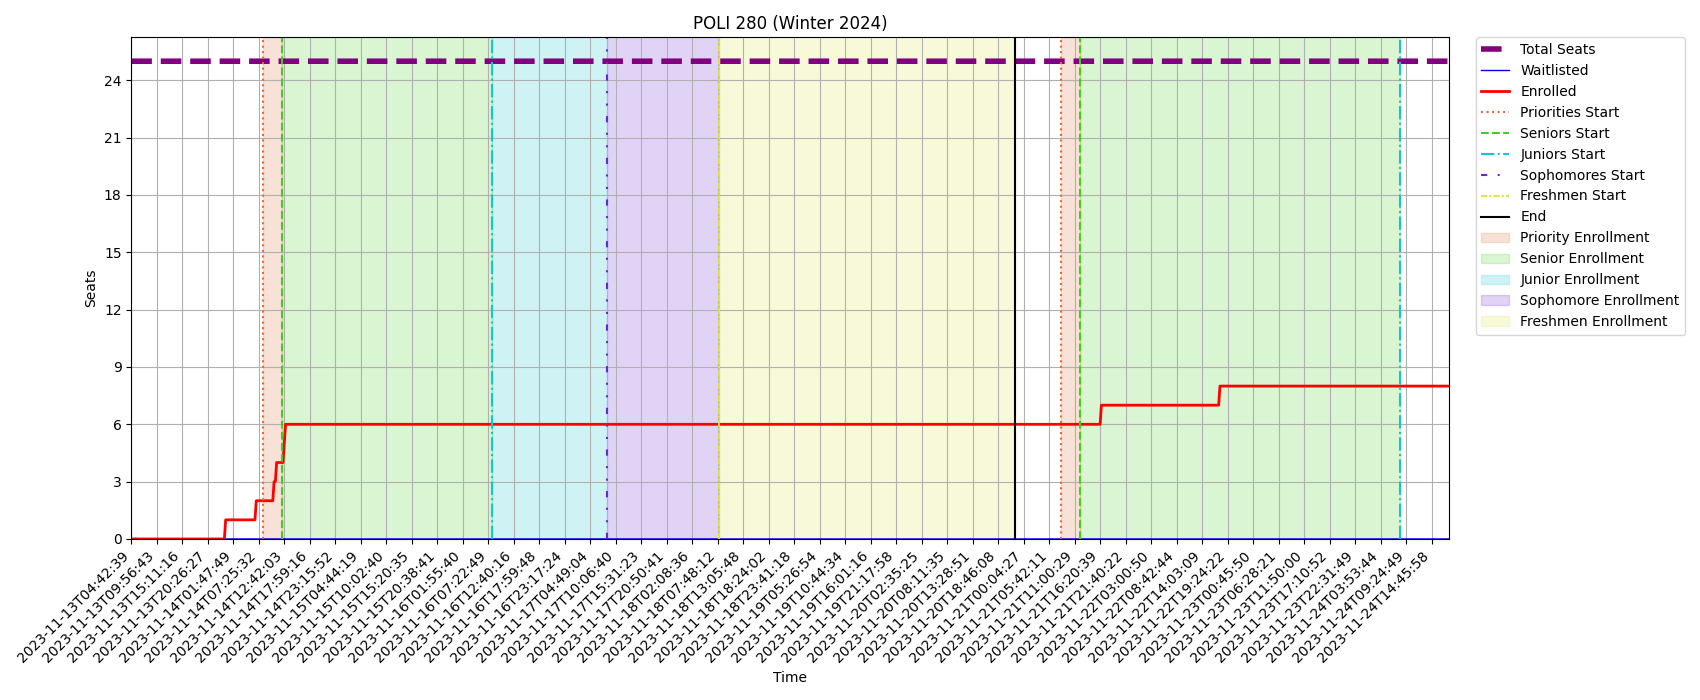 POLI 280 (Winter 2024)
Seats
24
21
18
15
12
9
6
3
0
2023-11-13T04:42:39
2023-11-13T09:56:43
2023-11-13T15:11:16
2023-11-13T20:26:27
2023-11-14T01:47:49
2023-11-14T07:25:32
2023-11-14T12:42:03
2023-11-14T17:59:16
2023-11-14T23:15:52
2023-11-15T04:44:19
2023-11-15T10:02:40
2023-11-15T15:20:35
2023-11-15T20:38:41
2023-11-16T01:55:40
2023-11-16T07:22:49
2023-11-16T12:40:16
2023-11-16T17:59:48
2023-11-16T23:17:24
2023-11-17T04:49:04
2023-11-17T10:06:40
2023-11-17T15:31:23
2023-11-17T20:50:41
2023-11-18T02:08:36
2023-11-18T07:48:12
2023-11-18T13:05:48
2023-11-18T18:24:02
2023-11-18T23:41:18
2023-11-19T05:26:54
2023-11-19T10:44:34
2023-11-19T16:01:16
2023-11-19T21:17:58
2023-11-20T02:35:25
2023-11-20T08:11:35
2023-11-20T13:28:51
2023-11-20T18:46:08
2023-11-21T00:04:27
2023-11-21T05:42:11
2023-11-21T11:00:29
2023-11-21T16:20:39
2023-11-21T21:40:22
2023-11-22T03:00:50
2023-11-22T08:42:44
2023-11-22T14:03:09
2023-11-22T19:24:22
2023-11-23T00:45:50
2023-11-23T06:28:21
2023-11-23T11:50:00
2023-11-23T17:10:52
2023-11-23T22:31:49
2023-11-24T03:53:44
2023-11-24T09:24:49
2023-11-24T14:45:58
Time
Total Seats
Waitlisted
Enrolled
Priorities Start
Seniors Start
Juniors Start
Sophomores Start
Freshmen Start
End
Priority Enrollment
Senior Enrollment
Junior Enrollment
Sophomore Enrollment
Freshmen Enrollment